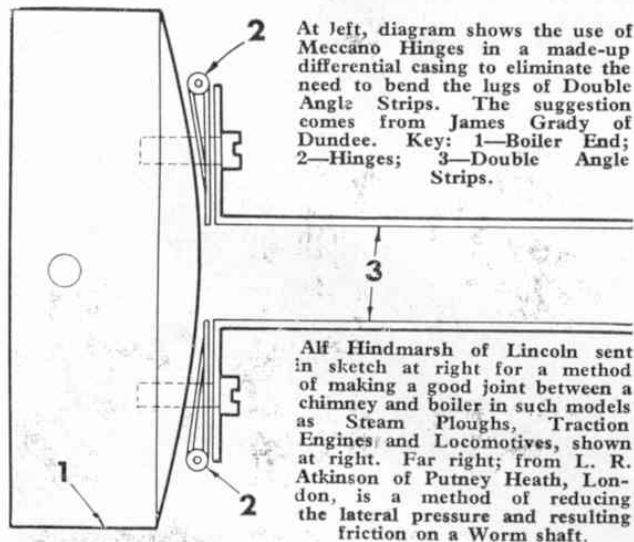 2
At left, diagram shows the use of
Meccano Hinges in a made-up
differential casing to eliminate the
need to bend the lugs of Double
Angle Strips. The suggestion
comes from James Grady of
Dundee. Key: 1—Boiler End;
2—Hinges; 3—Double Angle
Strips.
3
Alf Hindmarsh of Lincoln sent
in sketch at right for a method
of making a good joint between a
chimney and boiler in such models
as Steam Ploughs, Traction
Engines and Locomotives, shown
at right. Far right; from L. R.
Atkinson of Putney Heath, Lon-
don, is a method of reducing
the lateral pressure and resulting
friction on a Worm shaft.
1
2